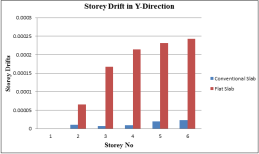 Storey Drift in Y-Direction
0.0003
0.00025
0.0002
0.00015
0.0001
0.00005
0
Storey Drifts
1 2 3 4 5 6
Storey No
Conventional Slab
Flat Slab